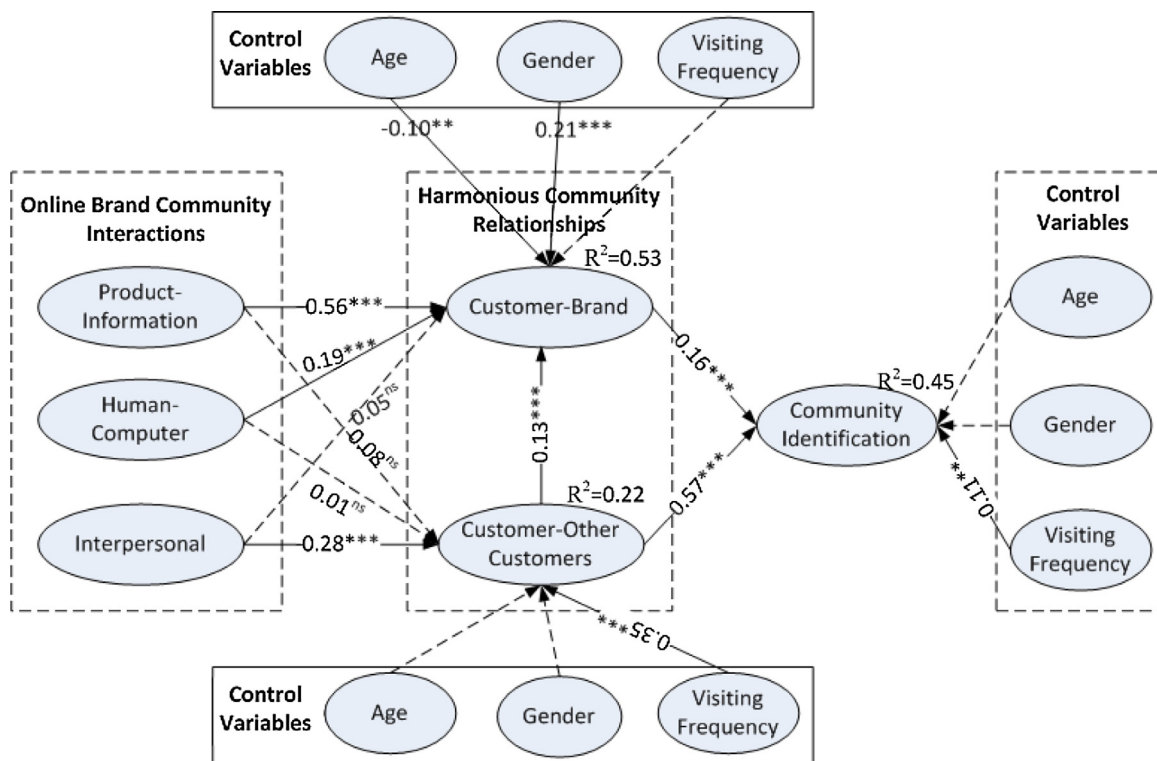 Control
Variables
Age
Gender
Visiting
Frequency
-0.10**
0.21***
Online Brand Community
Interactions
Harmonious Community
Relationships
Control
Variables
R²=0.53
Product-
Information
0.56***
Customer-Brand
Age
0.19***
0.16***
R²=0.45
Human-
Computer
0.05ns
0.08ns
0.13***
Community
Identification
Gender
0.01ns
R²=0.22
0.57***
0.11**
Interpersonal
0.28***
Customer-Other
Customers
Visiting
Frequency
0.35***
Control
Variables
Age
Gender
Visiting
Frequency